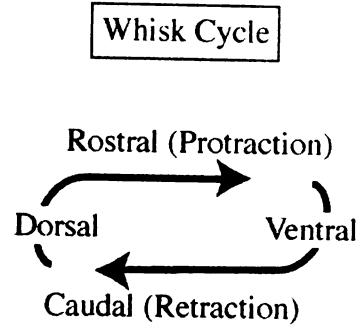 Whisk Cycle
Rostral (Protraction)
Dorsal
Ventral
Caudal (Retraction)